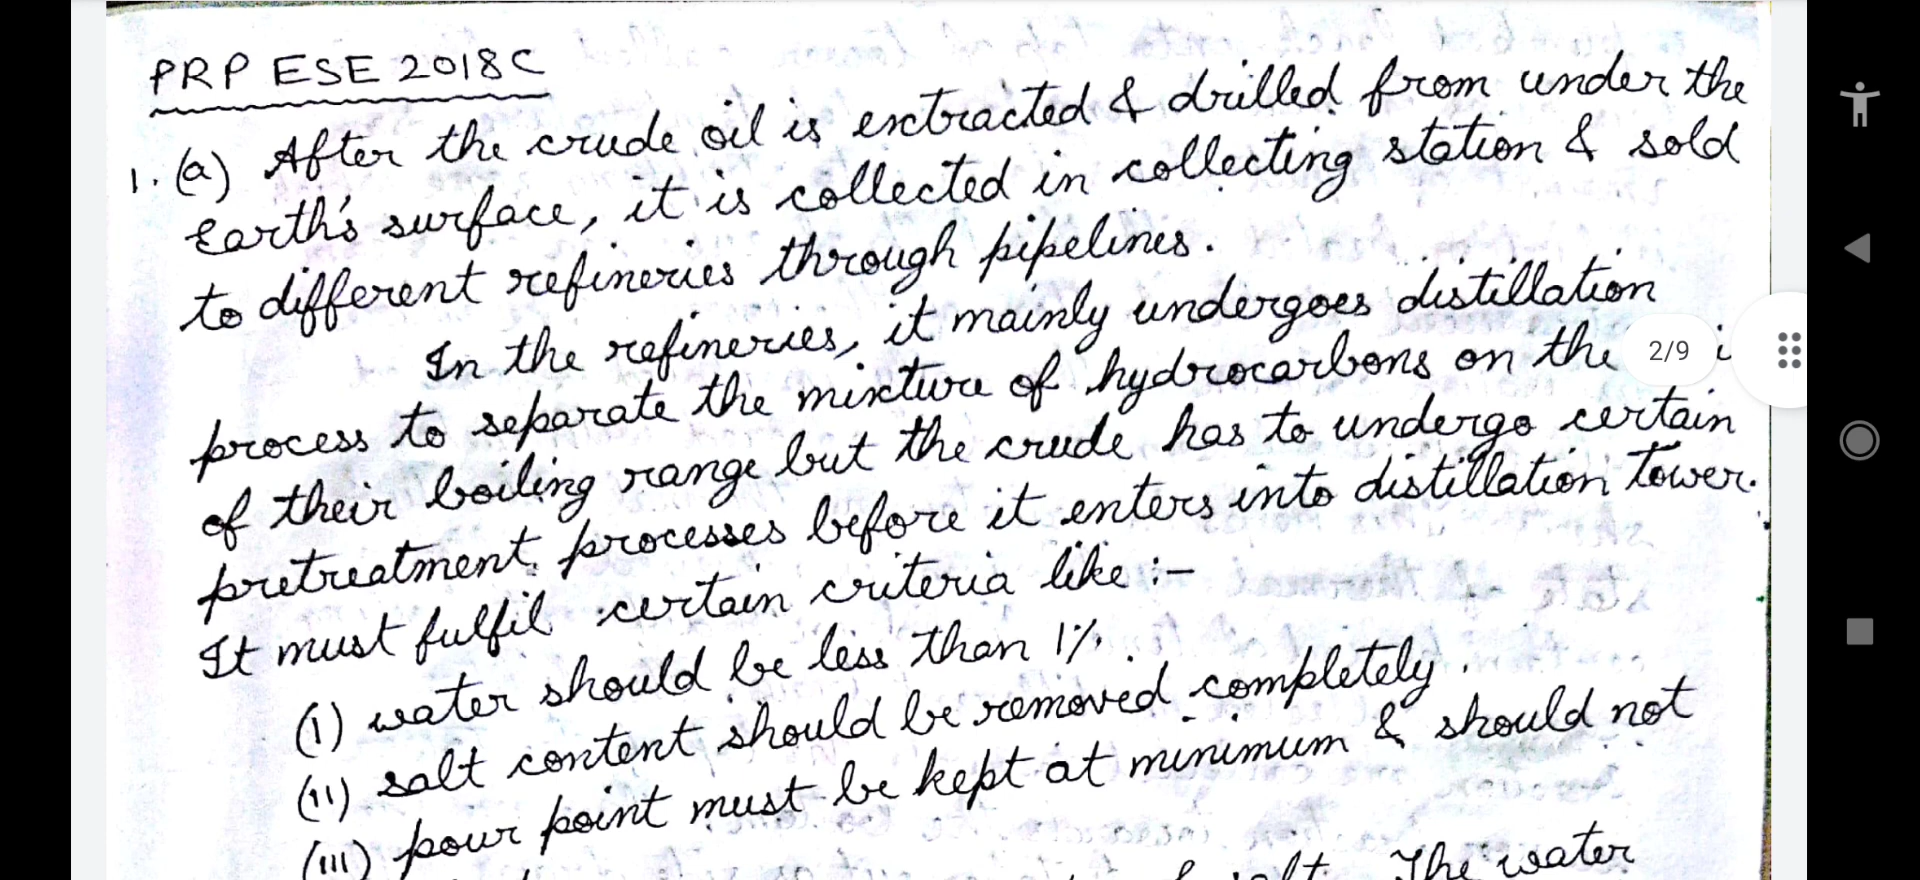 PRP ESE 2018C
1. (a) After the crude oil is extracted & drilled from under the
Earth's surface, it is collected in collecting station & sold
to different refineries through pipelines.
In the refineries, it mainly undergoes distillation
process to separate the mixture of hydrocarbons on the
2/9
of their boiling range but the crude has to undergo certain
pretreatment processes before it enters into distillation Tower.
It must fulfil certain criteria like :-
(i) water should be less than 1%.
(ii) salt content should be removed completely.
(iii) pour point must be kept at minimum & should not
The water